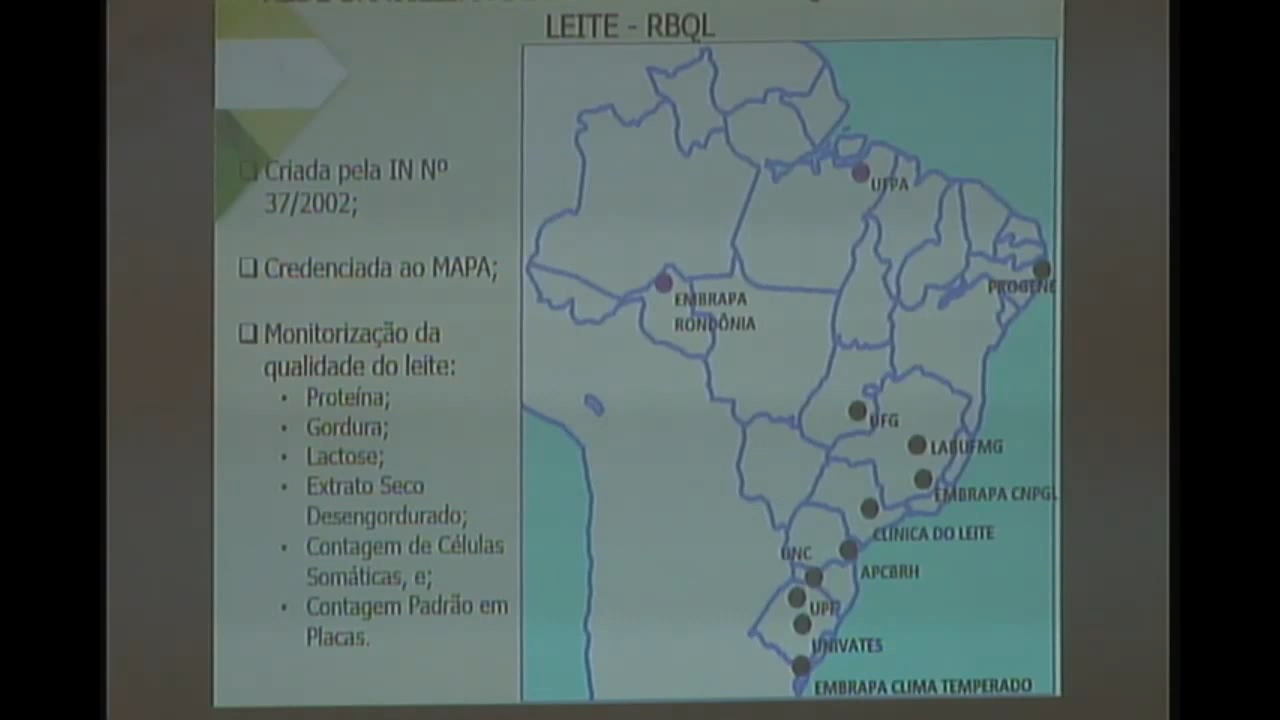 LEITE - RBQL
❑ Criada pela IN Nº
37/2002;
❑ Credenciada ao MAPA;
❑ Monitorização da
qualidade do leite:
• Proteína;
• Gordura;
• Lactose;
• Extrato Seco
Desengordurado;
• Contagem de Células
Somáticas, e;
• Contagem Padrão em
Placas.
UFPA
PROGENE
EMBRAPA
RONDÔNIA
UFG
LABUFMG
EMBRAPA CNPGL
CLÍNICA DO LEITE
UNC
APCBRH
UPF
UNIVATES
EMBRAPA CLIMA TEMPERADO